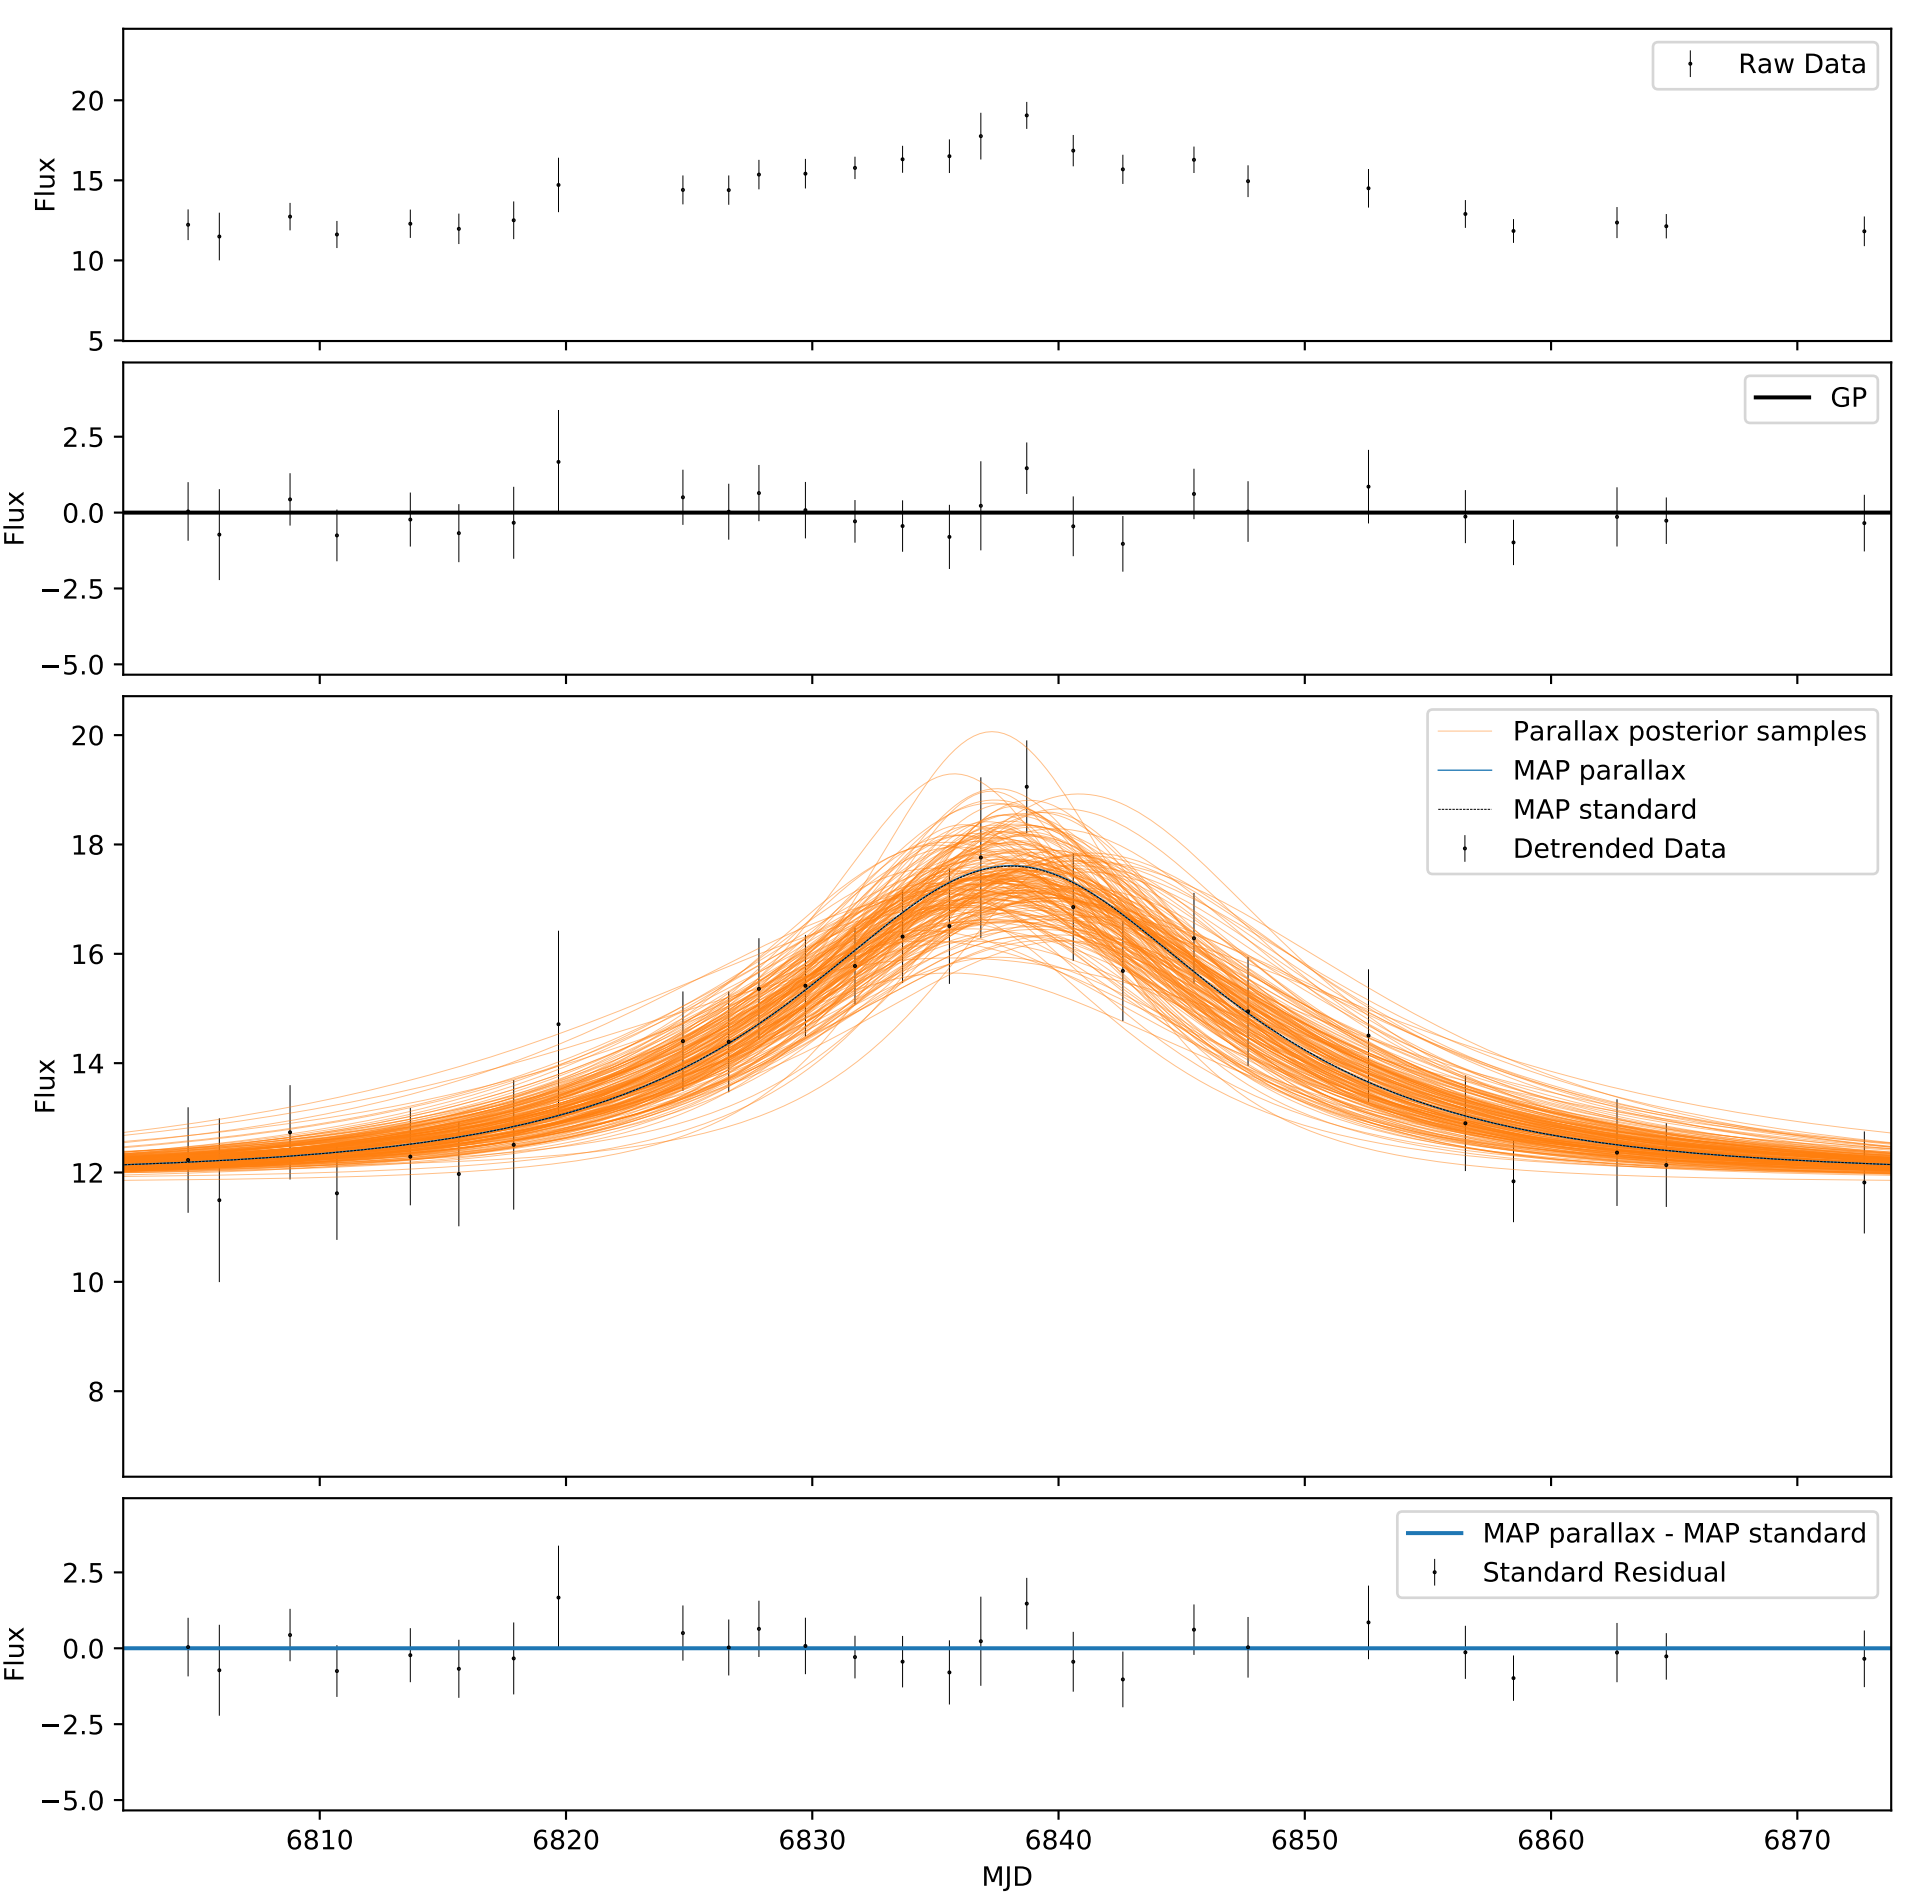 Raw Data
20
15
10
5
Flux
GP
2.5
0.0
−2.5
−5.0
Flux
Parallax posterior samples
MAP parallax
MAP standard
Detrended Data
20
18
16
14
12
10
8
Flux
MAP parallax - MAP standard
Standard Residual
2.5
0.0
−2.5
−5.0
Flux
6810 6820 6830 6840 6850 6860 6870
MJD